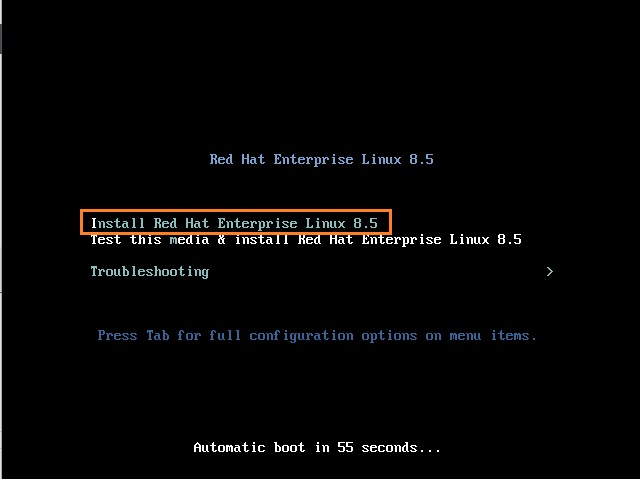 Red Hat Enterprise Linux 8.5
Install Red Hat Enterprise Linux 8.5
Test this media & install Red Hat Enterprise Linux 8.5
Troubleshooting >
Press Tab for full configuration options on menu items.
Automatic boot in 55 seconds...